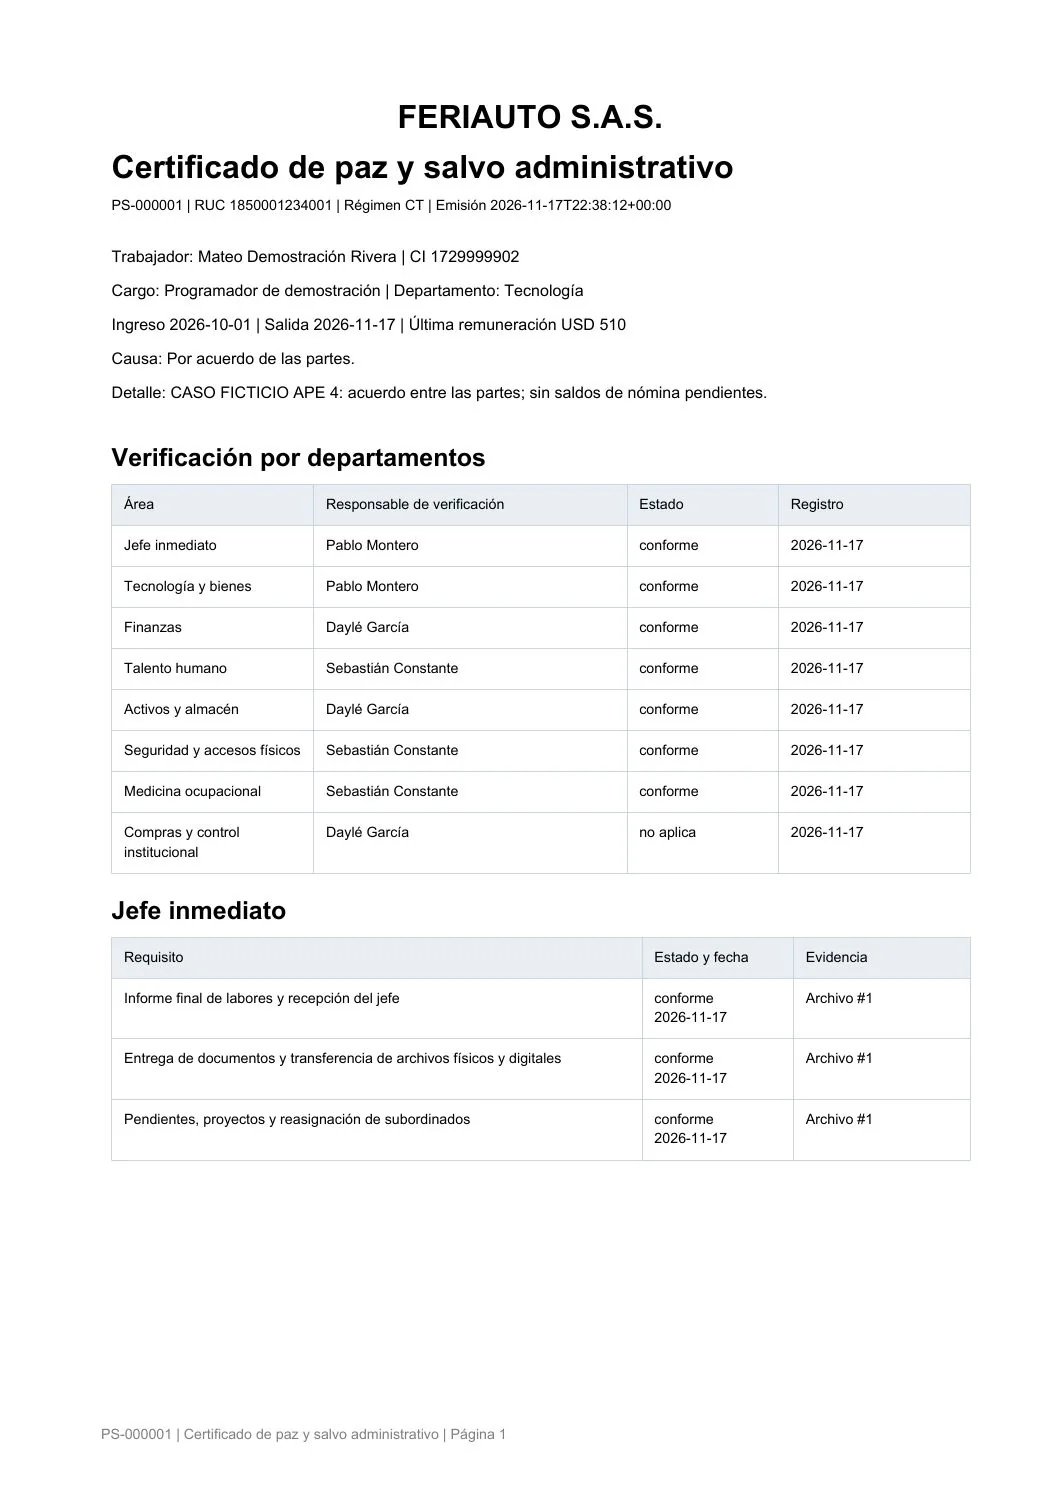 FERIAUTO S.A.S.
Certificado de paz y salvo administrativo
PS-000001 | RUC 1850001234001 | Régimen CT | Emisión 2026-11-17T22:38:12+00:00
Trabajador: Mateo Demostración Rivera | CI 1729999902
Cargo: Programador de demostración | Departamento: Tecnología
Ingreso 2026-10-01 | Salida 2026-11-17 | Última remuneración USD 510
Causa: Por acuerdo de las partes.
Detalle: CASO FICTICIO APE 4: acuerdo entre las partes; sin saldos de nómina pendientes.
Verificación por departamentos
Área Responsable de verificación Estado Registro
Jefe inmediato Pablo Montero conforme 2026-11-17
Tecnología y bienes Pablo Montero conforme 2026-11-17
Finanzas Daylé García conforme 2026-11-17
Talento humano Sebastián Constante conforme 2026-11-17
Activos y almacén Daylé García conforme 2026-11-17
Seguridad y accesos físicos Sebastián Constante conforme 2026-11-17
Medicina ocupacional Sebastián Constante conforme 2026-11-17
Compras y control Daylé García no aplica 2026-11-17
institucional
Jefe inmediato
Requisito Estado y fecha Evidencia
Informe final de labores y recepción del jefe conforme Archivo #1
2026-11-17
Entrega de documentos y transferencia de archivos físicos y digitales conforme Archivo #1
2026-11-17
Pendientes, proyectos y reasignación de subordinados conforme Archivo #1
2026-11-17
PS-000001 | Certificado de paz y salvo administrativo | Página 1